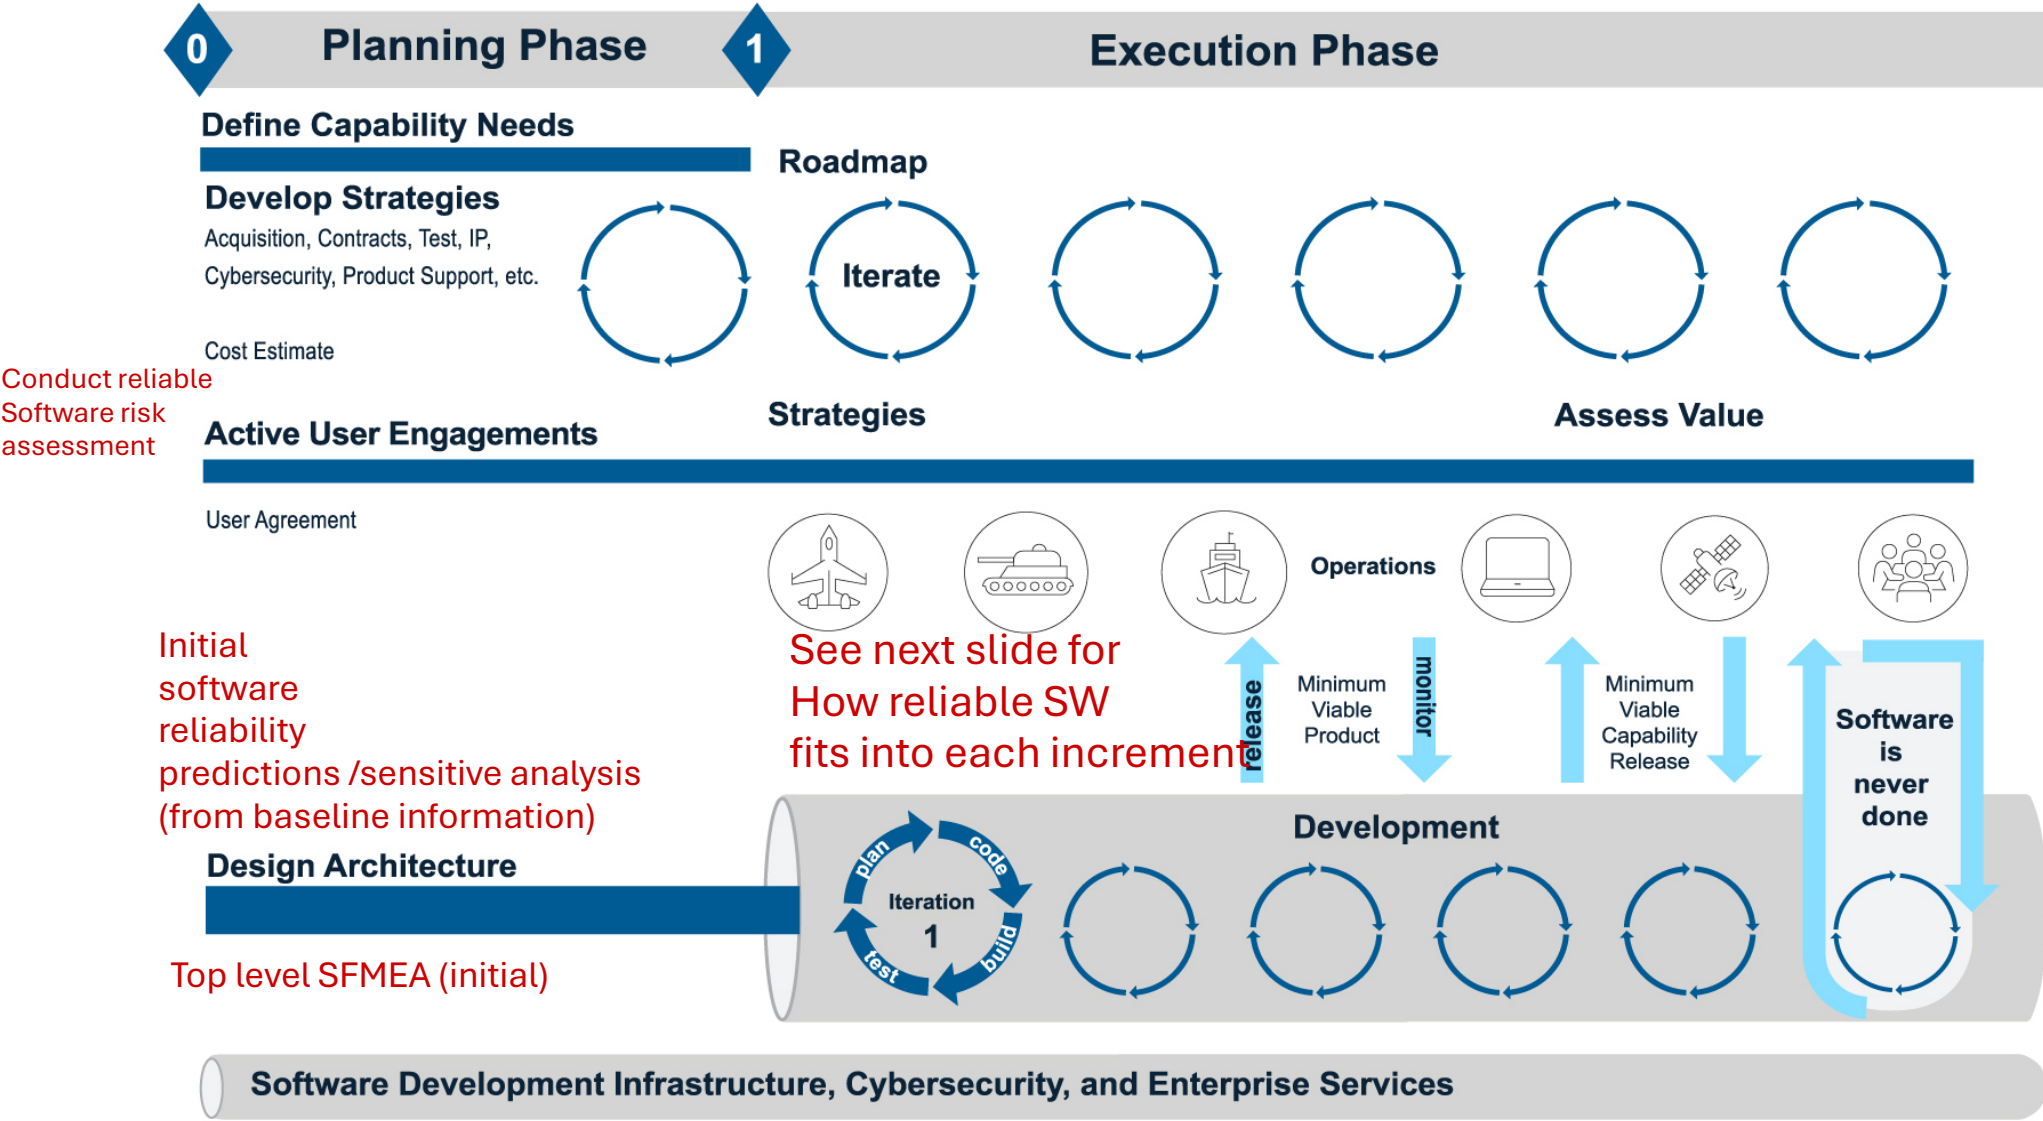 0
Planning Phase
1
Execution Phase
Define Capability Needs
Roadmap
Develop Strategies
Acquisition, Contracts, Test, IP,
Cybersecurity, Product Support, etc.
Iterate
Cost Estimate
Conduct reliable
Software risk
assessment
Strategies
Assess Value
Active User Engagements
User Agreement
Operations
Initial
software
reliability
predictions /sensitive analysis
(from baseline information)
See next slide for
How reliable SW
fits into each increment
release
Minimum
Viable
Product
monitor
Minimum
Viable
Capability
Release
Software
is
never
done
Design Architecture
Development
plan
code
build
test
Iteration
1
Top level SFMEA (initial)
Software Development Infrastructure, Cybersecurity, and Enterprise Services